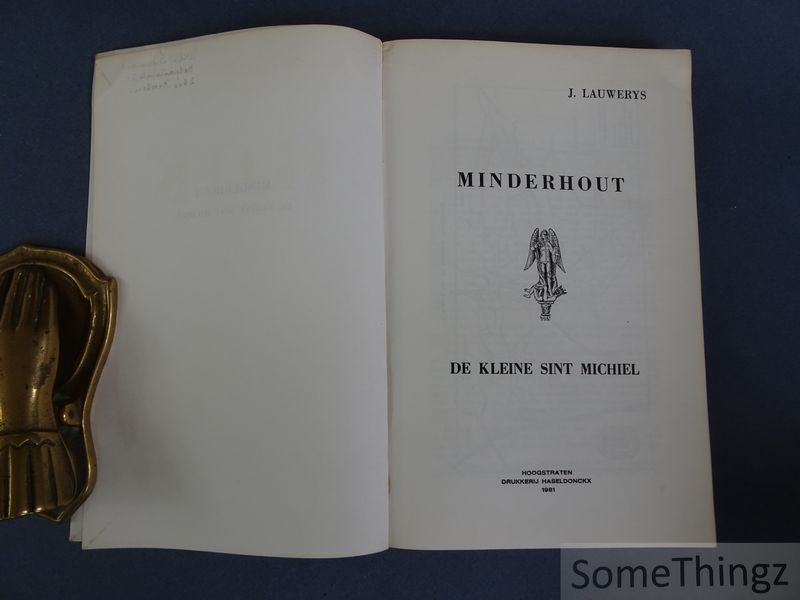 J. LAUWERYS
MINDERHOUT
DE KLEINE SINT MICHIEL
HOOGSTRATEN
DRUKKERIJ HASELDONCKX
1981
SomeThingz